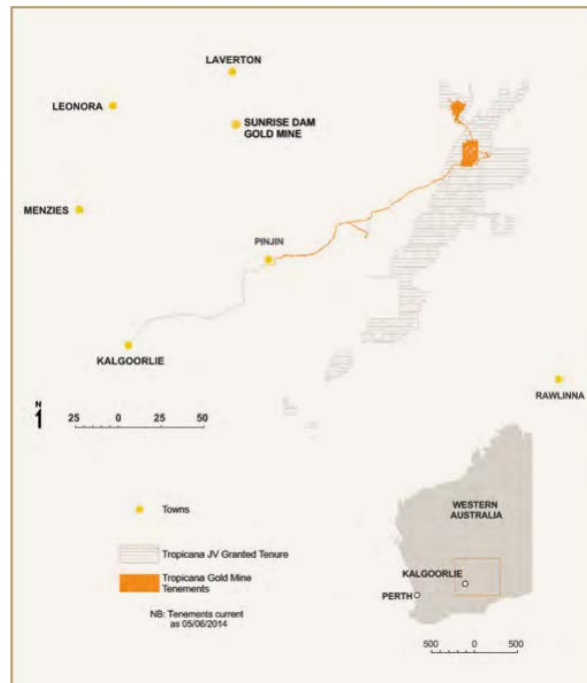 LAVERTON
LEONORA
SUNRISE DAM
GOLD MINE
MENZIES
PINJIN
KALGOORLIE
RAWLINNA
N
25 0 25 50
Towns
Tropicana JV Granted Tenure
Tropicana Gold Mine
Tenements
NB: Tenements current
as 05/06/2014
WESTERN
AUSTRALIA
KALGOORLIE
PERTH
500 0 500